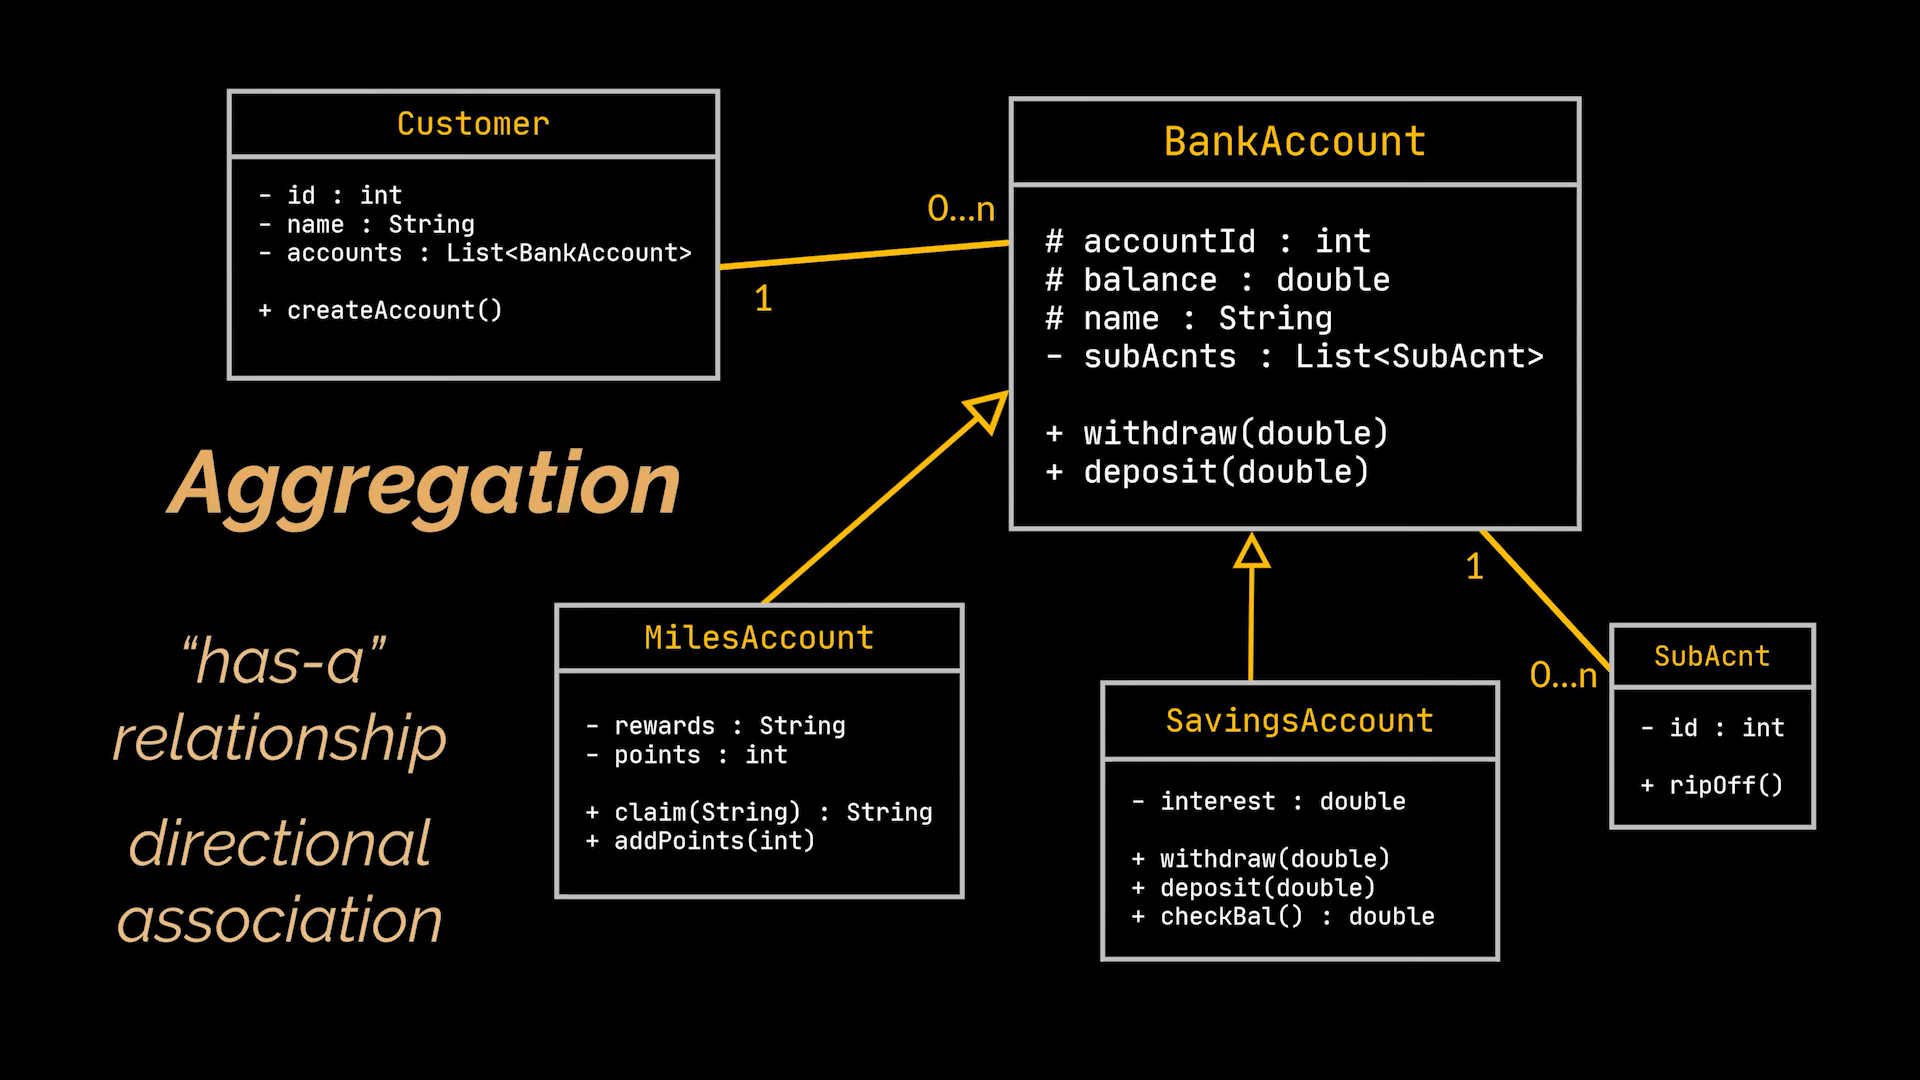 Customer
- id : int
- name : String
- accounts : List<BankAccount>
+ createAccount()
0...n
1
BankAccount
# accountId : int
# balance : double
# name : String
- subAcnts : List<SubAcnt>
+ withdraw(double)
+ deposit(double)
Aggregation
“has-a”
relationship
directional
association
MilesAccount
- rewards : String
- points : int
+ claim(String) : String
+ addPoints(int)
SavingsAccount
- interest : double
+ withdraw(double)
+ deposit(double)
+ checkBal() : double
1
0...n
SubAcnt
- id : int
+ ripOff()